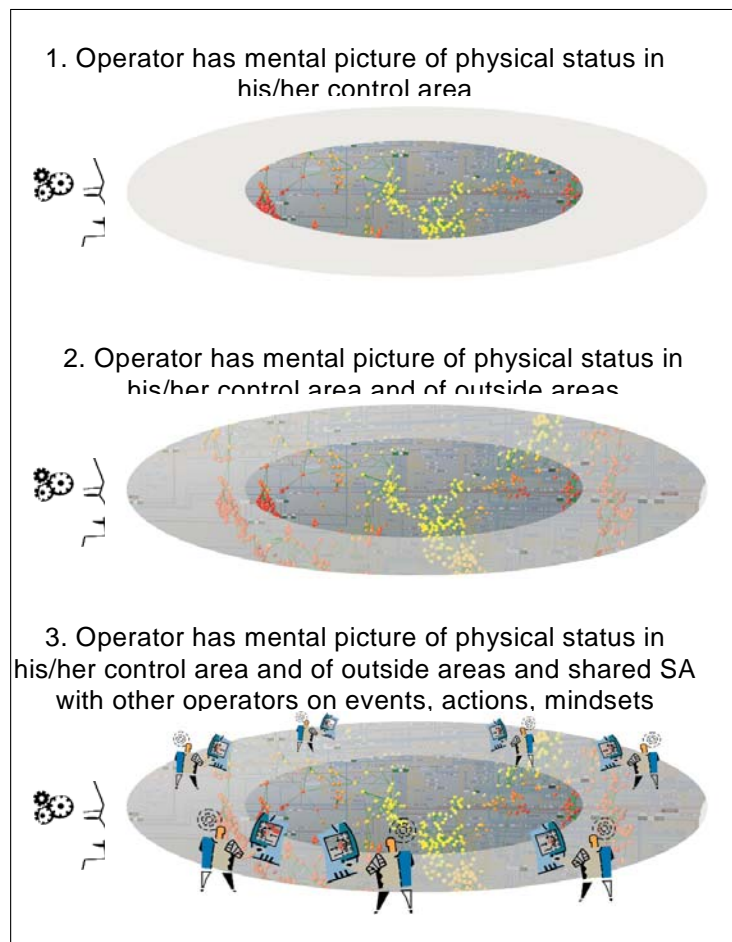 1. Operator has mental picture of physical status in
his/her control area
2. Operator has mental picture of physical status in
his/her control area and of outside areas
3. Operator has mental picture of physical status in
his/her control area and of outside areas and shared SA
with other operators on events, actions, mindsets